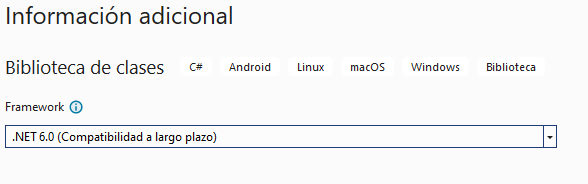 Información adicional
Biblioteca de clases C# Android Linux macOS Windows Biblioteca
Framework
.NET 6.0 (Compatibilidad a largo plazo)